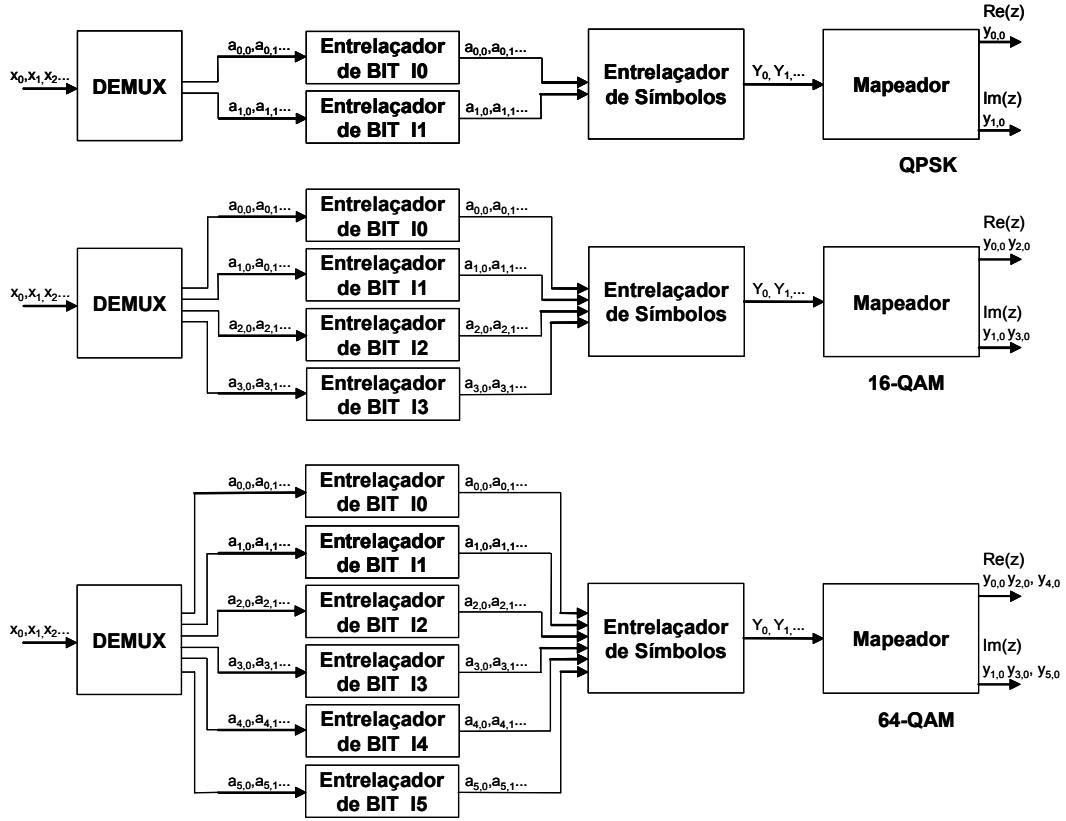 Re(z)
y0,0
x0,x1,x2...
DEMUX
a0,0,a0,1...
Entrelaçador
de BIT I0
a0,0,a0,1...
a1,0,a1,1...
Entrelaçador
de BIT I1
a1,0,a1,1...
Entrelaçador
de Símbolos
Y0, Y1,...
Mapeador
Im(z)
y1,0
QPSK
Re(z)
y0,0 y2,0
x0,x1,x2...
DEMUX
a0,0,a0,1...
Entrelaçador
de BIT I0
a0,0,a0,1...
a1,0,a0,1...
Entrelaçador
de BIT I1
a1,0,a1,1...
a2,0,a2,1...
Entrelaçador
de BIT I2
a2,0,a2,1...
a3,0,a3,1...
Entrelaçador
de BIT I3
a3,0,a3,1...
Entrelaçador
de Símbolos
Y0, Y1,...
Mapeador
Im(z)
y1,0 y3,0
16-QAM
x0,x1,x2...
DEMUX
a0,0,a0,1...
Entrelaçador
de BIT I0
a0,0,a0,1...
a1,0,a1,1...
Entrelaçador
de BIT I1
a1,0,a1,1...
a2,0,a2,1...
Entrelaçador
de BIT I2
a2,0,a2,1...
a3,0,a3,1...
Entrelaçador
de BIT I3
a3,0,a3,1...
a4,0,a4,1...
Entrelaçador
de BIT I4
a4,0,a4,1...
a5,0,a5,1...
Entrelaçador
de BIT I5
a5,0,a5,1...
Entrelaçador
de Símbolos
Y0, Y1,...
Mapeador
Re(z)
y0,0 y2,0, y4,0
Im(z)
y1,0 y3,0, y5,0
64-QAM